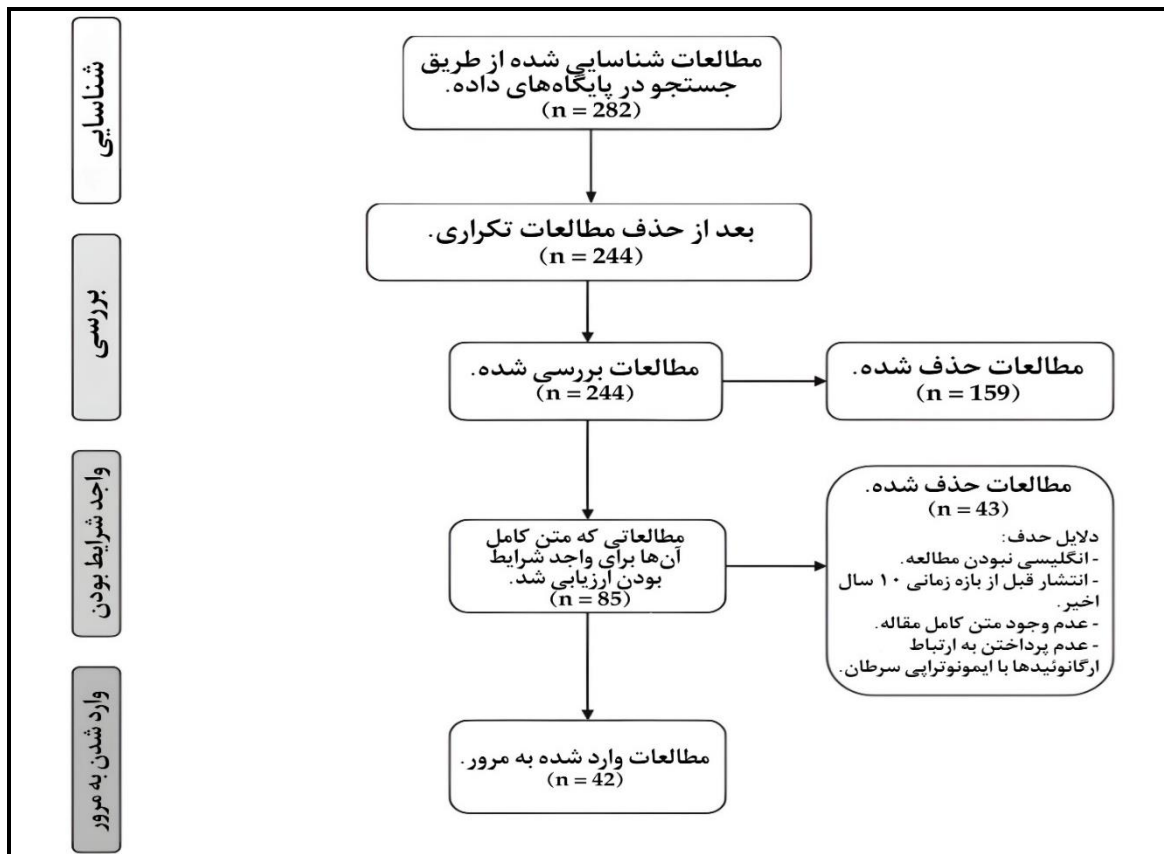 شناسایی
مطالعات شناسایی شده از طریق
جستجو در پایگاه‌های داده.
(n = 282)
بعد از حذف مطالعات تکراری.
(n = 244)
بررسی
مطالعات بررسی شده.
(n = 244)
مطالعات حذف شده.
(n = 159)
واجد شرایط بودن
مطالعاتی که متن کامل
آن‌ها برای واجد شرایط
بودن ارزیابی شد.
(n = 85)
مطالعات حذف شده.
(n = 43)
دلایل حدف:
- انگلیسی نبودن مطالعه.
- انتشار قبل از بازه زمانی ۱۰ سال
اخیر.
- عدم وجود متن کامل مقاله.
- عدم پرداختن به ارتباط
ارگانوئیدها با ایمونوتراپی سرطان.
وارد شدن به مرور
مطالعات وارد شده به مرور.
(n = 42)